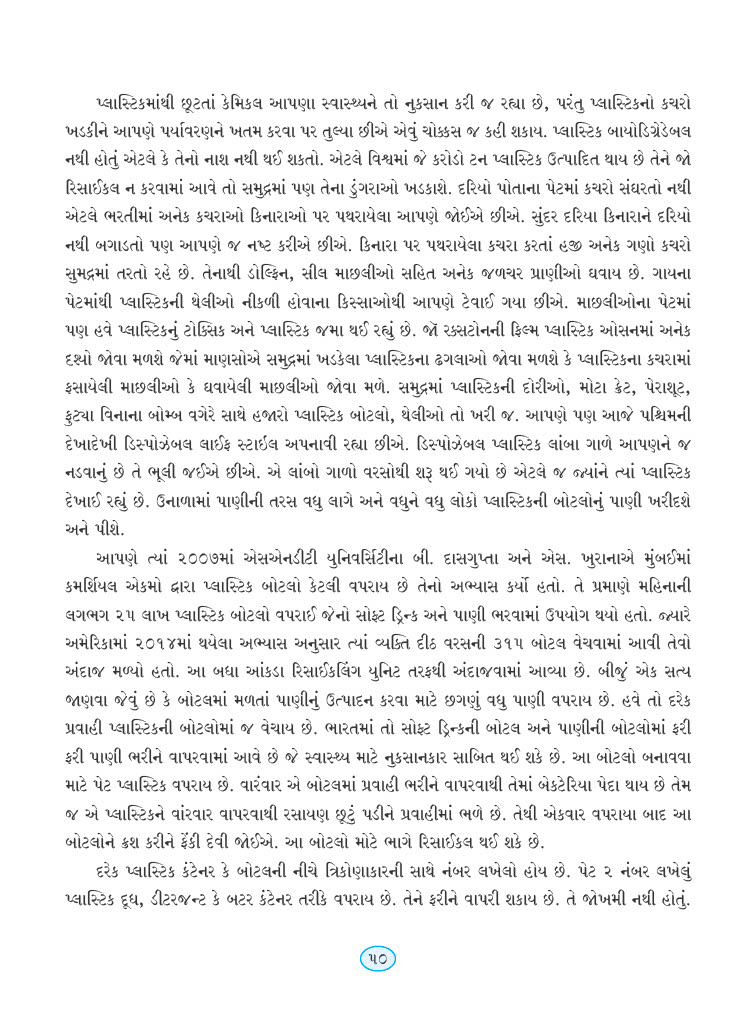 પ્લાસ્ટિકમાંથી છૂટતાં કેમિકલ આપણા સ્વાસ્થ્યને તો નુકસાન કરી જ રહ્યા છે, પરંતુ પ્લાસ્ટિકનો કચરો
ખડકીને આપણે પર્યાવરણને ખતમ કરવા પર તુલ્યા છીએ એવું ચોક્કસ જ કહી શકાય. પ્લાસ્ટિક બાયોડિગ્રેડેબલ
નથી હોતું એટલે કે તેનો નાશ નથી થઈ શકતો. એટલે વિશ્વમાં જે કરોડો ટન પ્લાસ્ટિક ઉત્પાદિત થાય છે તેને જો
રિસાઈકલ ન કરવામાં આવે તો સમુદ્રમાં પણ તેના ડુંગરાઓ ખડકાશે. દરિયો પોતાના પેટમાં કચરો સંઘરતો નથી
એટલે ભરતીમાં અનેક કચરાઓ કિનારાઓ પર પથરાયેલા આપણે જોઈએ છીએ. સુંદર દરિયા કિનારાને દરિયો
નથી બગાડતો પણ આપણે જ નષ્ટ કરીએ છીએ. કિનારા પર પથરાયેલા કચરા કરતાં હજી અનેક ગણો કચરો
સુમદ્રમાં તરતો રહે છે. તેનાથી ડોલ્ફિન, સીલ માછલીઓ સહિત અનેક જળચર પ્રાણીઓ ઘવાય છે. ગાયના
પેટમાંથી પ્લાસ્ટિકની થેલીઓ નીકળી હોવાના કિસ્સાઓથી આપણે ટેવાઈ ગયા છીએ. માછલીઓના પેટમાં
પણ હવે પ્લાસ્ટિકનું ટોક્સિક અને પ્લાસ્ટિક જમા થઈ રહ્યું છે. જૉ રક્સટોનની ફિલ્મ પ્લાસ્ટિક ઓસનમાં અનેક
દશ્યો જોવા મળશે જેમાં માણસોએ સમુદ્રમાં ખડકેલા પ્લાસ્ટિકના ઢગલાઓ જોવા મળશે કે પ્લાસ્ટિકના કચરામાં
ફસાયેલી માછલીઓ કે ઘવાયેલી માછલીઓ જોવા મળે. સમુદ્રમાં પ્લાસ્ટિકની દોરીઓ, મોટા ક્રેટ, પેરાશૂટ,
ફુટ્યા વિનાના બોમ્બ વગેરે સાથે હજારો પ્લાસ્ટિક બોટલો, થેલીઓ તો ખરી જ. આપણે પણ આજે પશ્ચિમની
દેખાદેખી ડિસ્પોઝેબલ લાઈફ સ્ટાઈલ અપનાવી રહ્યા છીએ. ડિસ્પોઝેબલ પ્લાસ્ટિક લાંબા ગાળે આપણને જ
નડવાનું છે તે ભૂલી જઈએ છીએ. એ લાંબો ગાળો વરસોથી શરૂ થઈ ગયો છે એટલે જ જ્યાંને ત્યાં પ્લાસ્ટિક
દેખાઈ રહ્યું છે. ઉનાળામાં પાણીની તરસ વધુ લાગે અને વધુને વધુ લોકો પ્લાસ્ટિકની બોટલોનું પાણી ખરીદશે
અને પીશે.
આપણે ત્યાં ૨૦૦૭માં એસએનડીટી યુનિવર્સિટીના બી. દાસગુપ્તા અને એસ. ખુરાનાએ મુંબઈમાં
કમર્શિયલ એકમો દ્વારા પ્લાસ્ટિક બોટલો કેટલી વપરાય છે તેનો અભ્યાસ કર્યો હતો. તે પ્રમાણે મહિનાની
લગભગ ૨૫ લાખ પ્લાસ્ટિક બોટલો વપરાઈ જેનો સોફ્ટ ડ્રિન્ક અને પાણી ભરવામાં ઉપયોગ થયો હતો. જ્યારે
અમેરિકામાં ૨૦૧૪માં થયેલા અભ્યાસ અનુસાર ત્યાં વ્યક્તિ દીઠ વરસની ૩૧૫ બોટલ વેચવામાં આવી તેવો
અંદાજ મળ્યો હતો. આ બધા આંકડા રિસાઈકલિંગ યુનિટ તરફથી અંદાજવામાં આવ્યા છે. બીજું એક સત્ય
જાણવા જેવું છે કે બોટલમાં મળતાં પાણીનું ઉત્પાદન કરવા માટે છગણું વધુ પાણી વપરાય છે. હવે તો દરેક
પ્રવાહી પ્લાસ્ટિકની બોટલોમાં જ વેચાય છે. ભારતમાં તો સોફ્ટ ડ્રિન્કની બોટલ અને પાણીની બોટલોમાં ફરી
ફરી પાણી ભરીને વાપરવામાં આવે છે જે સ્વાસ્થ્ય માટે નુકસાનકાર સાબિત થઈ શકે છે. આ બોટલો બનાવવા
માટે પેટ પ્લાસ્ટિક વપરાય છે. વારંવાર એ બોટલમાં પ્રવાહી ભરીને વાપરવાથી તેમાં બેકટેરિયા પેદા થાય છે તેમ
જ એ પ્લાસ્ટિકને વાંરવાર વાપરવાથી રસાયણ છૂટું પડીને પ્રવાહીમાં ભળે છે. તેથી એકવાર વપરાયા બાદ આ
બોટલોને ક્રશ કરીને ફેંકી દેવી જોઈએ. આ બોટલો મોટે ભાગે રિસાઈકલ થઈ શકે છે.
દરેક પ્લાસ્ટિક કંટેનર કે બોટલની નીચે ત્રિકોણાકારની સાથે નંબર લખેલો હોય છે. પેટ ૨ નંબર લખેલું
પ્લાસ્ટિક દૂધ, ડીટરજન્ટ કે બટર કંટેનર તરીકે વપરાય છે. તેને ફરીને વાપરી શકાય છે. તે જોખમી નથી હોતું.
૫૦